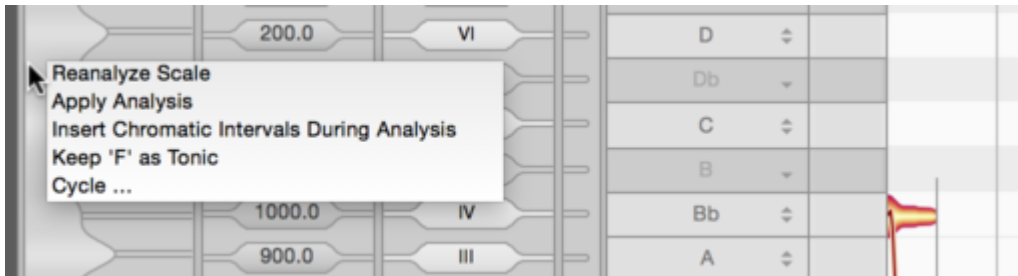 200.0 VI D
Db
C
B
1000.0 IV Bb
900.0 III A
Reanalyze Scale
Apply Analysis
Insert Chromatic Intervals During Analysis
Keep 'F' as Tonic
Cycle ...